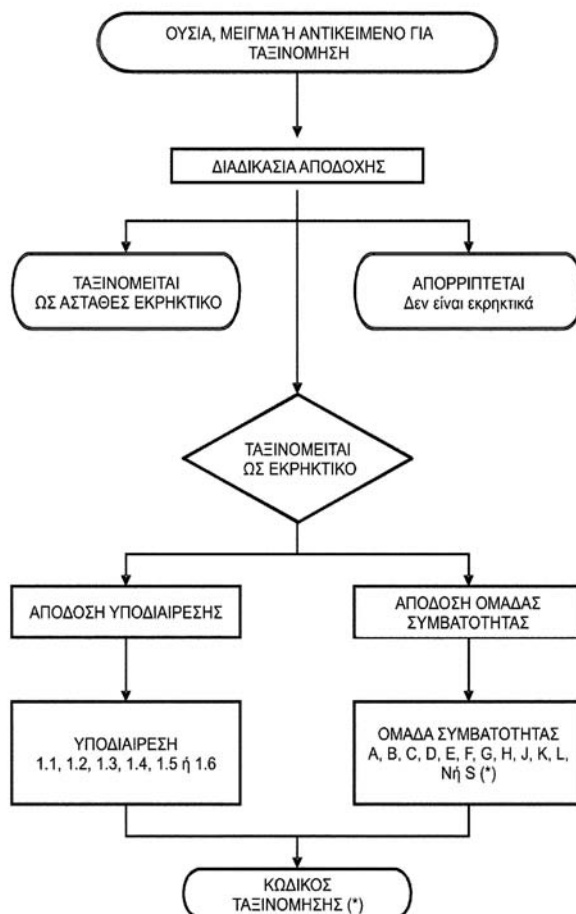 ΟΥΣΙΑ, ΜΕΙΓΜΑ Ή ΑΝΤΙΚΕΙΜΕΝΟ ΓΙΑ
ΤΑΞΙΝΟΜΗΣΗ
ΔΙΑΔΙΚΑΣΙΑ ΑΠΟΔΟΧΗΣ
ΤΑΞΙΝΟΜΕΙΤΑΙ
ΩΣ ΑΣΤΑΘΕΣ ΕΚΡΗΚΤΙΚΟ
ΑΠΟΡΡΙΠΤΕΤΑΙ
Δεν είναι εκρηκτικά
ΤΑΞΙΝΟΜΕΙΤΑΙ
ΩΣ ΕΚΡΗΚΤΙΚΟ
ΑΠΟΔΟΣΗ ΥΠΟΔΙΑΙΡΕΣΗΣ
ΑΠΟΔΟΣΗ ΟΜΑΔΑΣ
ΣΥΜΒΑΤΟΤΗΤΑΣ
ΥΠΟΔΙΑΙΡΕΣΗ
1.1, 1.2, 1.3, 1.4, 1.5 ή 1.6
ΟΜΑΔΑ ΣΥΜΒΑΤΟΤΗΤΑΣ
A, B, C, D, E, F, G, H, J, K, L,
Nή S (*)
ΚΩΔΙΚΟΣ
ΤΑΞΙΝΟΜΗΣΗΣ (*)